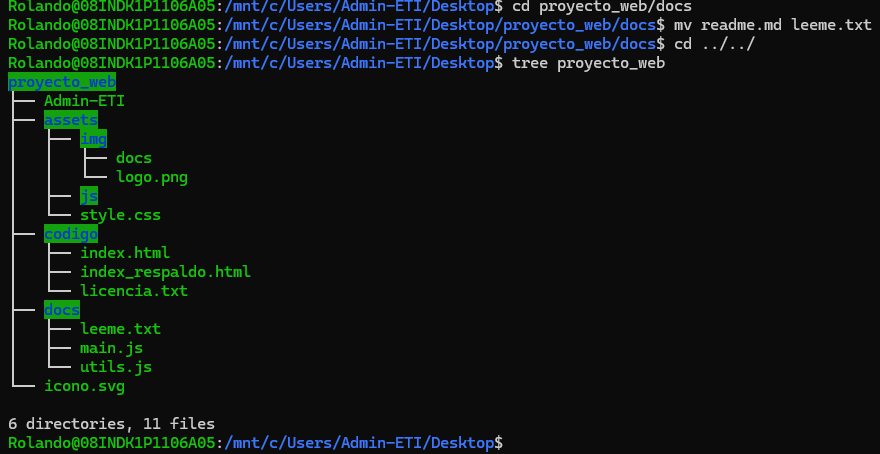 Rolando@08INDK1P1106A05:/mnt/c/Users/Admin-ETI/Desktop$ cd proyecto_web/docs
Rolando@08INDK1P1106A05:/mnt/c/Users/Admin-ETI/Desktop/proyecto_web/docs$ mv readme.md leeme.txt
Rolando@08INDK1P1106A05:/mnt/c/Users/Admin-ETI/Desktop/proyecto_web/docs$ cd ../../
Rolando@08INDK1P1106A05:/mnt/c/Users/Admin-ETI/Desktop$ tree proyecto_web
proyecto_web
├── Admin-ETI
├── assets
│   ├── img
│   │   ├── docs
│   │   └── logo.png
│   ├── js
│   └── style.css
├── codigo
│   ├── index.html
│   ├── index_respaldo.html
│   └── licencia.txt
├── docs
│   ├── leeme.txt
│   ├── main.js
│   └── utils.js
└── icono.svg
6 directories, 11 files
Rolando@08INDK1P1106A05:/mnt/c/Users/Admin-ETI/Desktop$